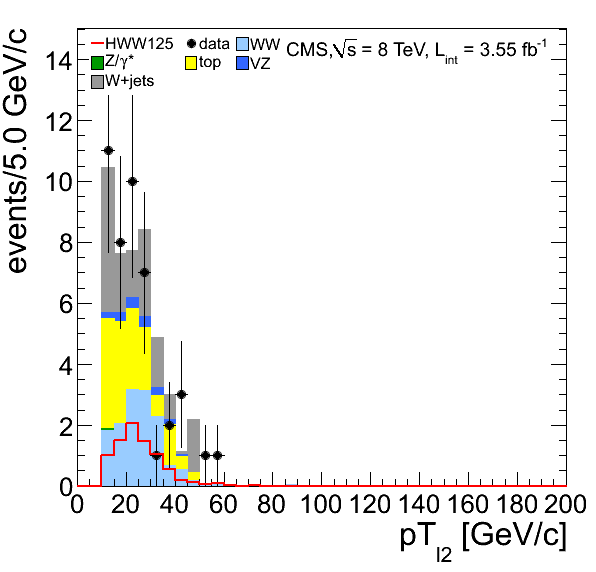 HWW125 data WW CMS,√s = 8 TeV, L_int = 3.55 fb⁻¹
Z/γ* top VZ
W+jets
events/5.0 GeV/c
14
12
10
8
6
4
2
0
0 20 40 60 80 100 120 140 160 180 200
pT_l2 [GeV/c]